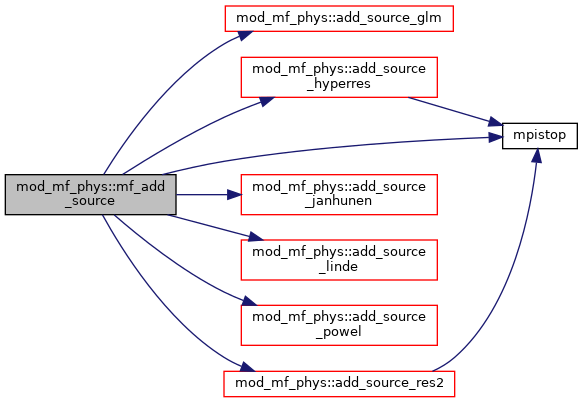 mod_mf_phys::add_source_glm
mod_mf_phys::add_source
_hyperres
mpistop
mod_mf_phys::mf_add
_source
mod_mf_phys::add_source
_janhunen
mod_mf_phys::add_source
_linde
mod_mf_phys::add_source
_powel
mod_mf_phys::add_source_res2